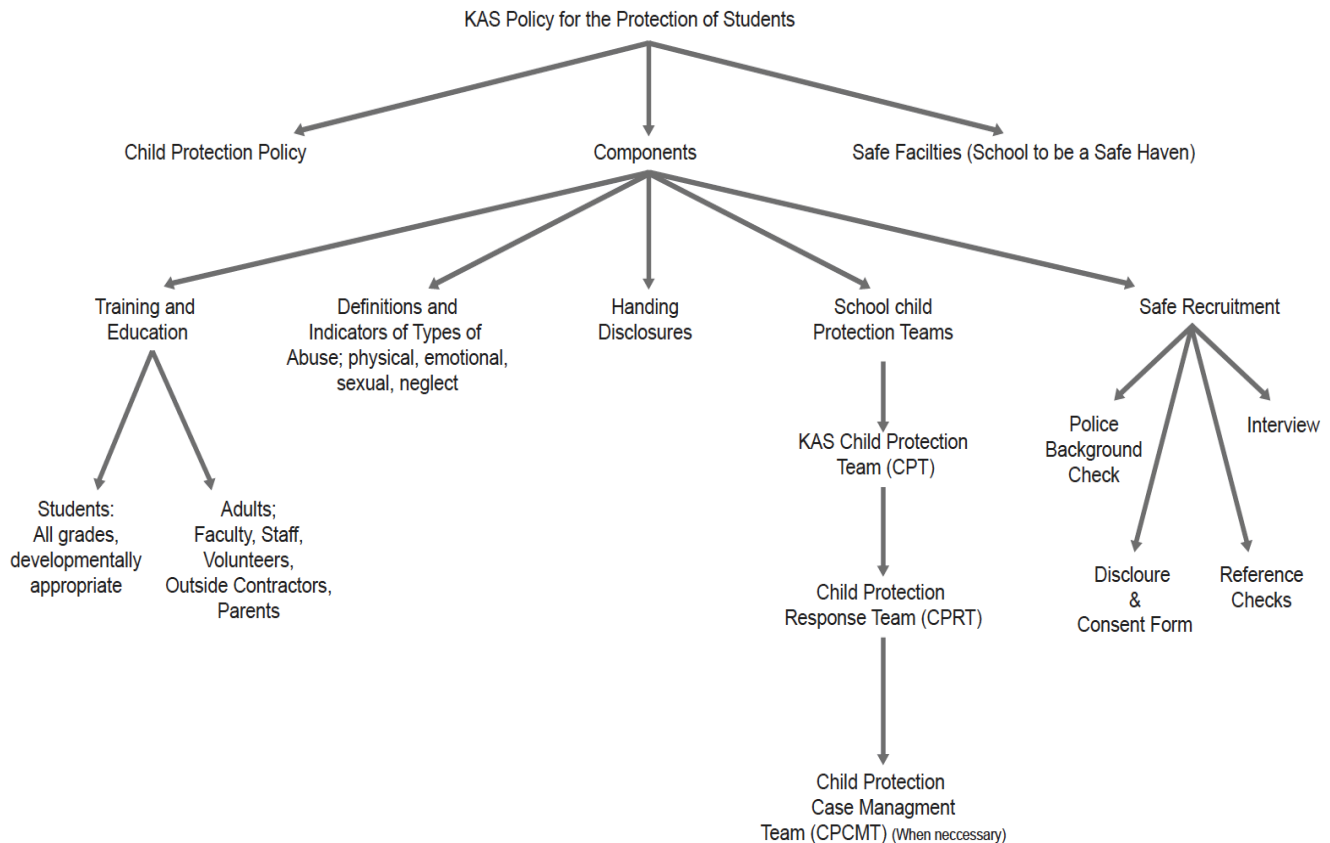 KAS Policy for the Protection of Students
Child Protection Policy
Components
Safe Facilties (School to be a Safe Haven)
Training and
Education
Definitions and
Indicators of Types of
Abuse; physical, emotional,
sexual, neglect
Handing
Disclosures
School child
Protection Teams
Safe Recruitment
Students:
All grades,
developmentally
appropriate
Adults;
Faculty, Staff,
Volunteers,
Outside Contractors,
Parents
KAS Child Protection
Team (CPT)
Child Protection
Response Team (CPRT)
Child Protection
Case Managment
Team (CPCMT) (When neccessary)
Police
Background
Check
Discloure
&
Consent Form
Reference
Checks
Interview